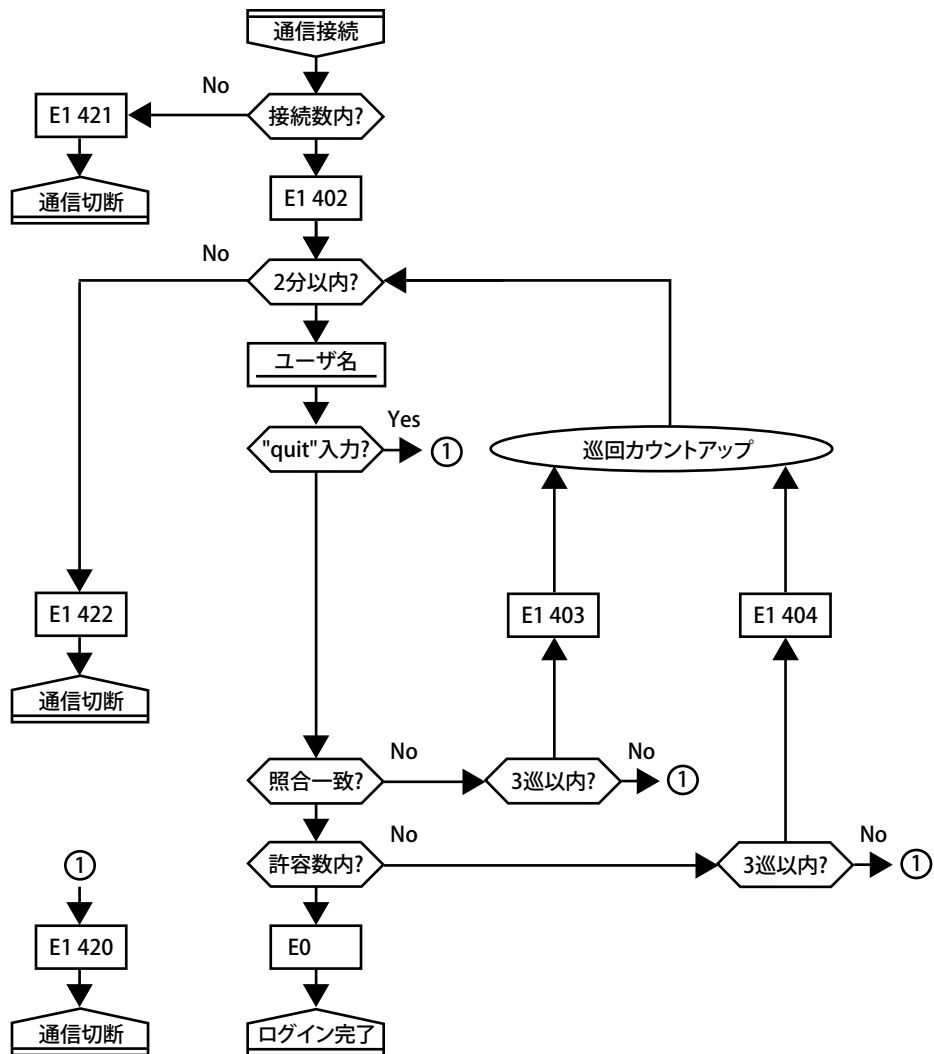 通信接続
No
接続数内?
E1 421
通信切断
E1 402
No
2分以内?
ユーザ名
"quit"入力?
Yes
①
巡回カウントアップ
E1 422
通信切断
E1 403
E1 404
照合一致?
No
3巡以内?
No
①
許容数内?
No
3巡以内?
No
①
①
E1 420
通信切断
E0
ログイン完了